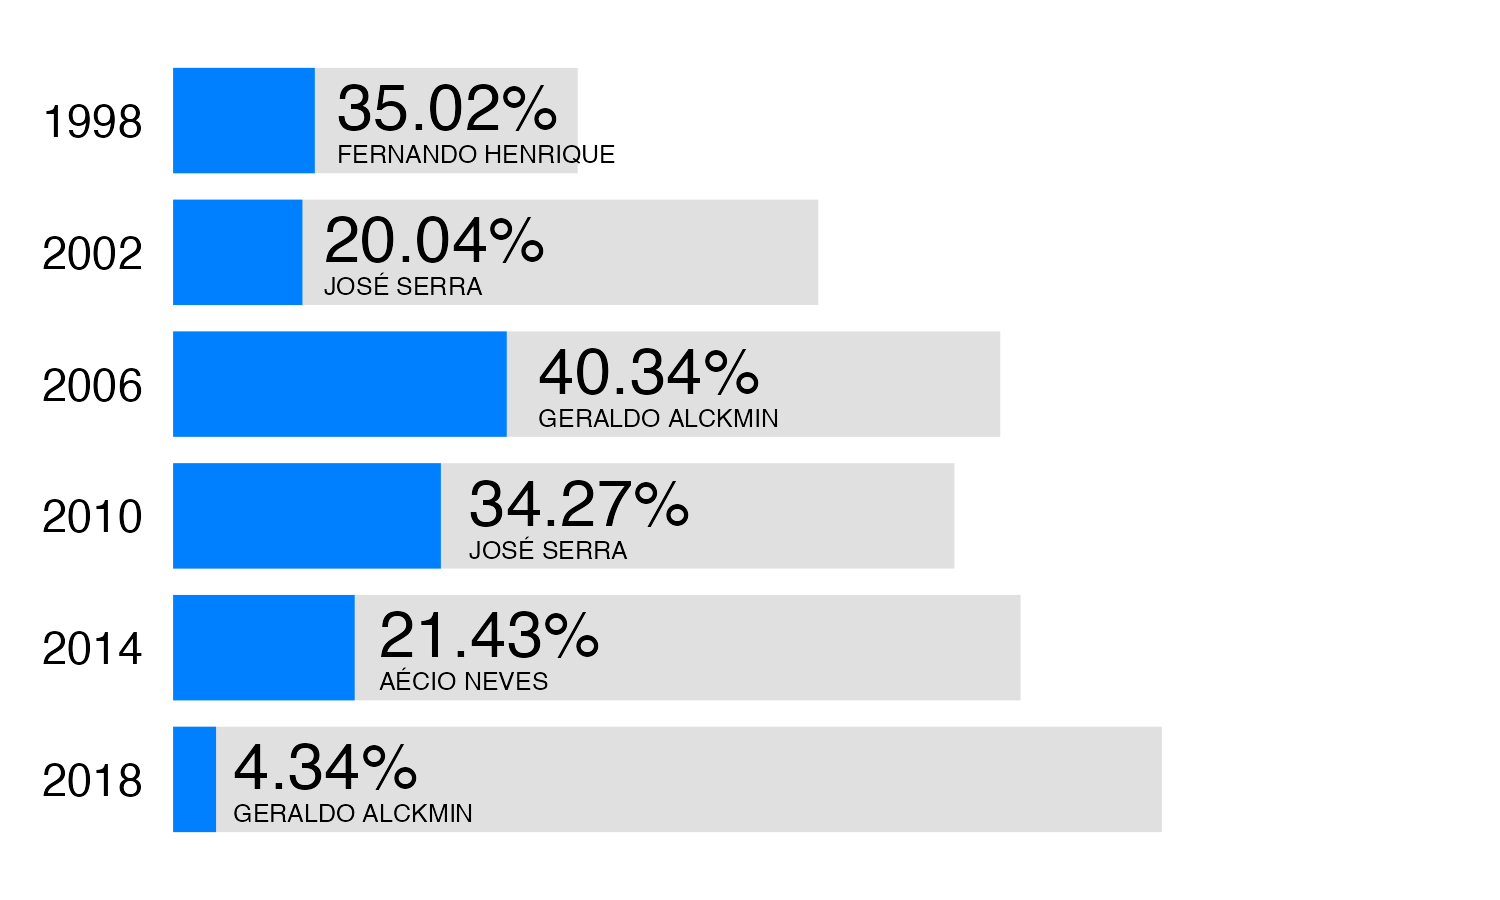 1998
35.02%
FERNANDO HENRIQUE
2002
20.04%
JOSÉ SERRA
2006
40.34%
GERALDO ALCKMIN
2010
34.27%
JOSÉ SERRA
2014
21.43%
AÉCIO NEVES
2018
4.34%
GERALDO ALCKMIN